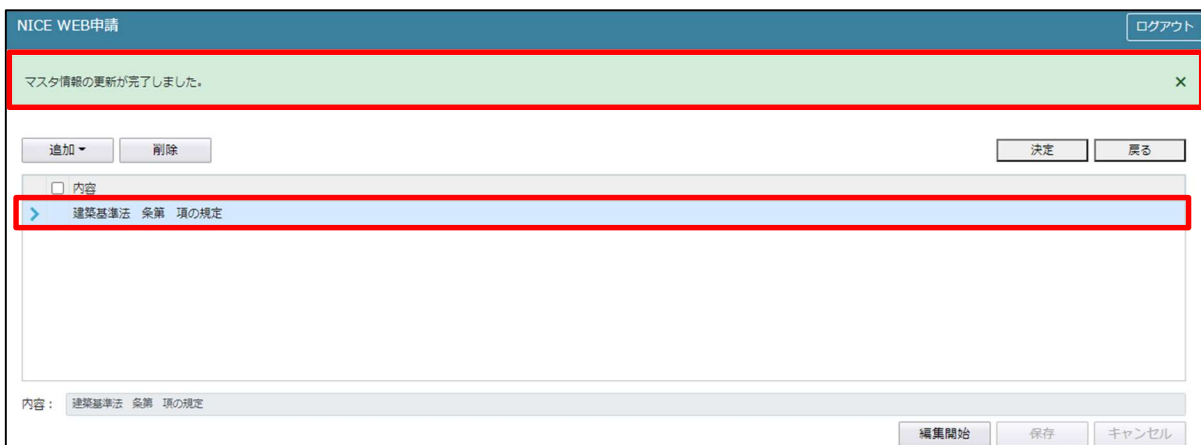 NICE WEB申請 ログアウト
マスタ情報の更新が完了しました。 ×
追加 削除 決定 戻る
内容
建築基準法 条第 項の規定
内容: 建築基準法 条第 項の規定
編集開始 保存 キャンセル